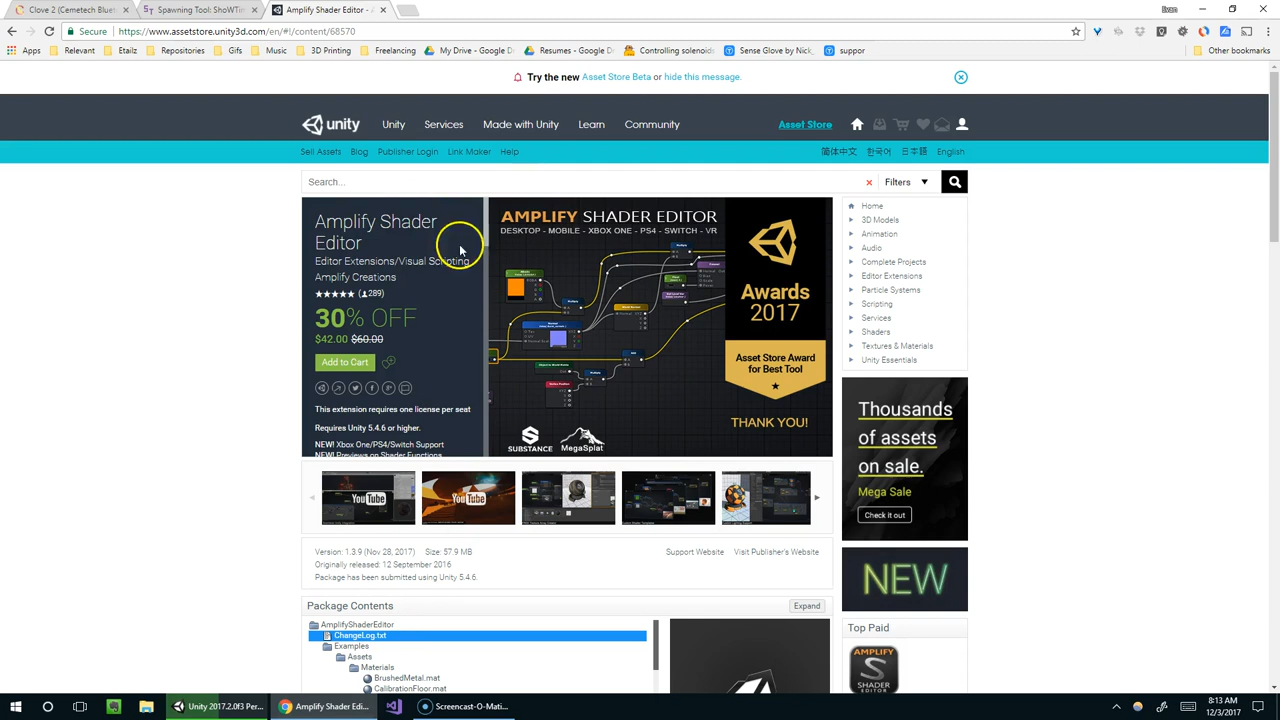 Clove 2 (Cemetech Busines
Spawning Tool: ShoWTim
Amplify Shader Editor - A
Evan
Secure
https://www.assetstore.unity3d.com/en/#!/content/68570
Apps
Relevant
Etailz
Repositories
Gifs
Music
3D Printing
Freelancing
My Drive - Google D
Resumes - Google D
Controlling solenoid
Sense Glove by Nick
suppor
Other bookmarks
Try the new Asset Store Beta or hide this message.
unity
Unity
Services
Made with Unity
Learn
Community
Asset Store
Sell Assets
Blog
Publisher Login
Link Maker
Help
简体中文
한국어
日本語
English
Search...
Filters
Amplify Shader
Editor
Editor Extensions/Visual Scripting
Amplify Creations
(289)
30% OFF
$42.00 $60.00
Add to Cart
This extension requires one license per seat
Requires Unity 5.4.6 or higher.
NEW! Xbox One/PS4/Switch Support
NEW! Previews on Shader Functions
AMPLIFY SHADER EDITOR
DESKTOP - MOBILE - XBOX ONE - PS4 - SWITCH - VR
Awards
2017
Asset Store Award
for Best Tool
THANK YOU!
SUBSTANCE
MegaSplat
Home
3D Models
Animation
Audio
Complete Projects
Editor Extensions
Particle Systems
Scripting
Services
Shaders
Textures & Materials
Unity Essentials
Thousands
of assets
on sale.
Mega Sale
Check it out
NEW
YouTube
YouTube
Version: 1.3.9 (Nov 28, 2017)
Size: 57.9 MB
Support Website
Visit Publisher's Website
Originally released: 12 September 2016
Package has been submitted using Unity 5.4.6.
Package Contents
Expand
AmplifyShaderEditor
ChangeLog.txt
Examples
Assets
Materials
BrushedMetal.mat
CalibrationFloor.mat
Top Paid
AMPLIFY
SHADER
EDITOR
Unity 2017.2.0f3 Per...
Amplify Shader Edi...
Screencast-O-Mati...
8:13 AM
12/3/2017